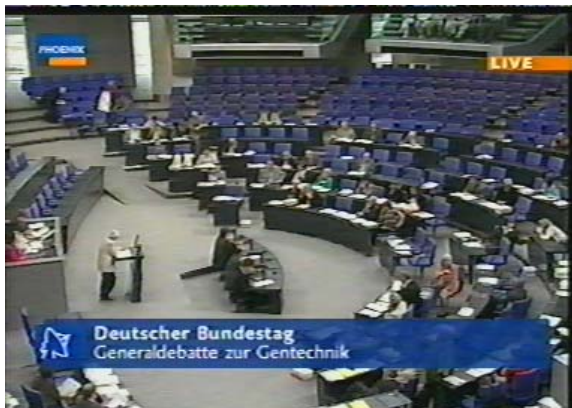 PHOENIX
LIVE
Deutscher Bundestag
Generaldebatte zur Gentechnik